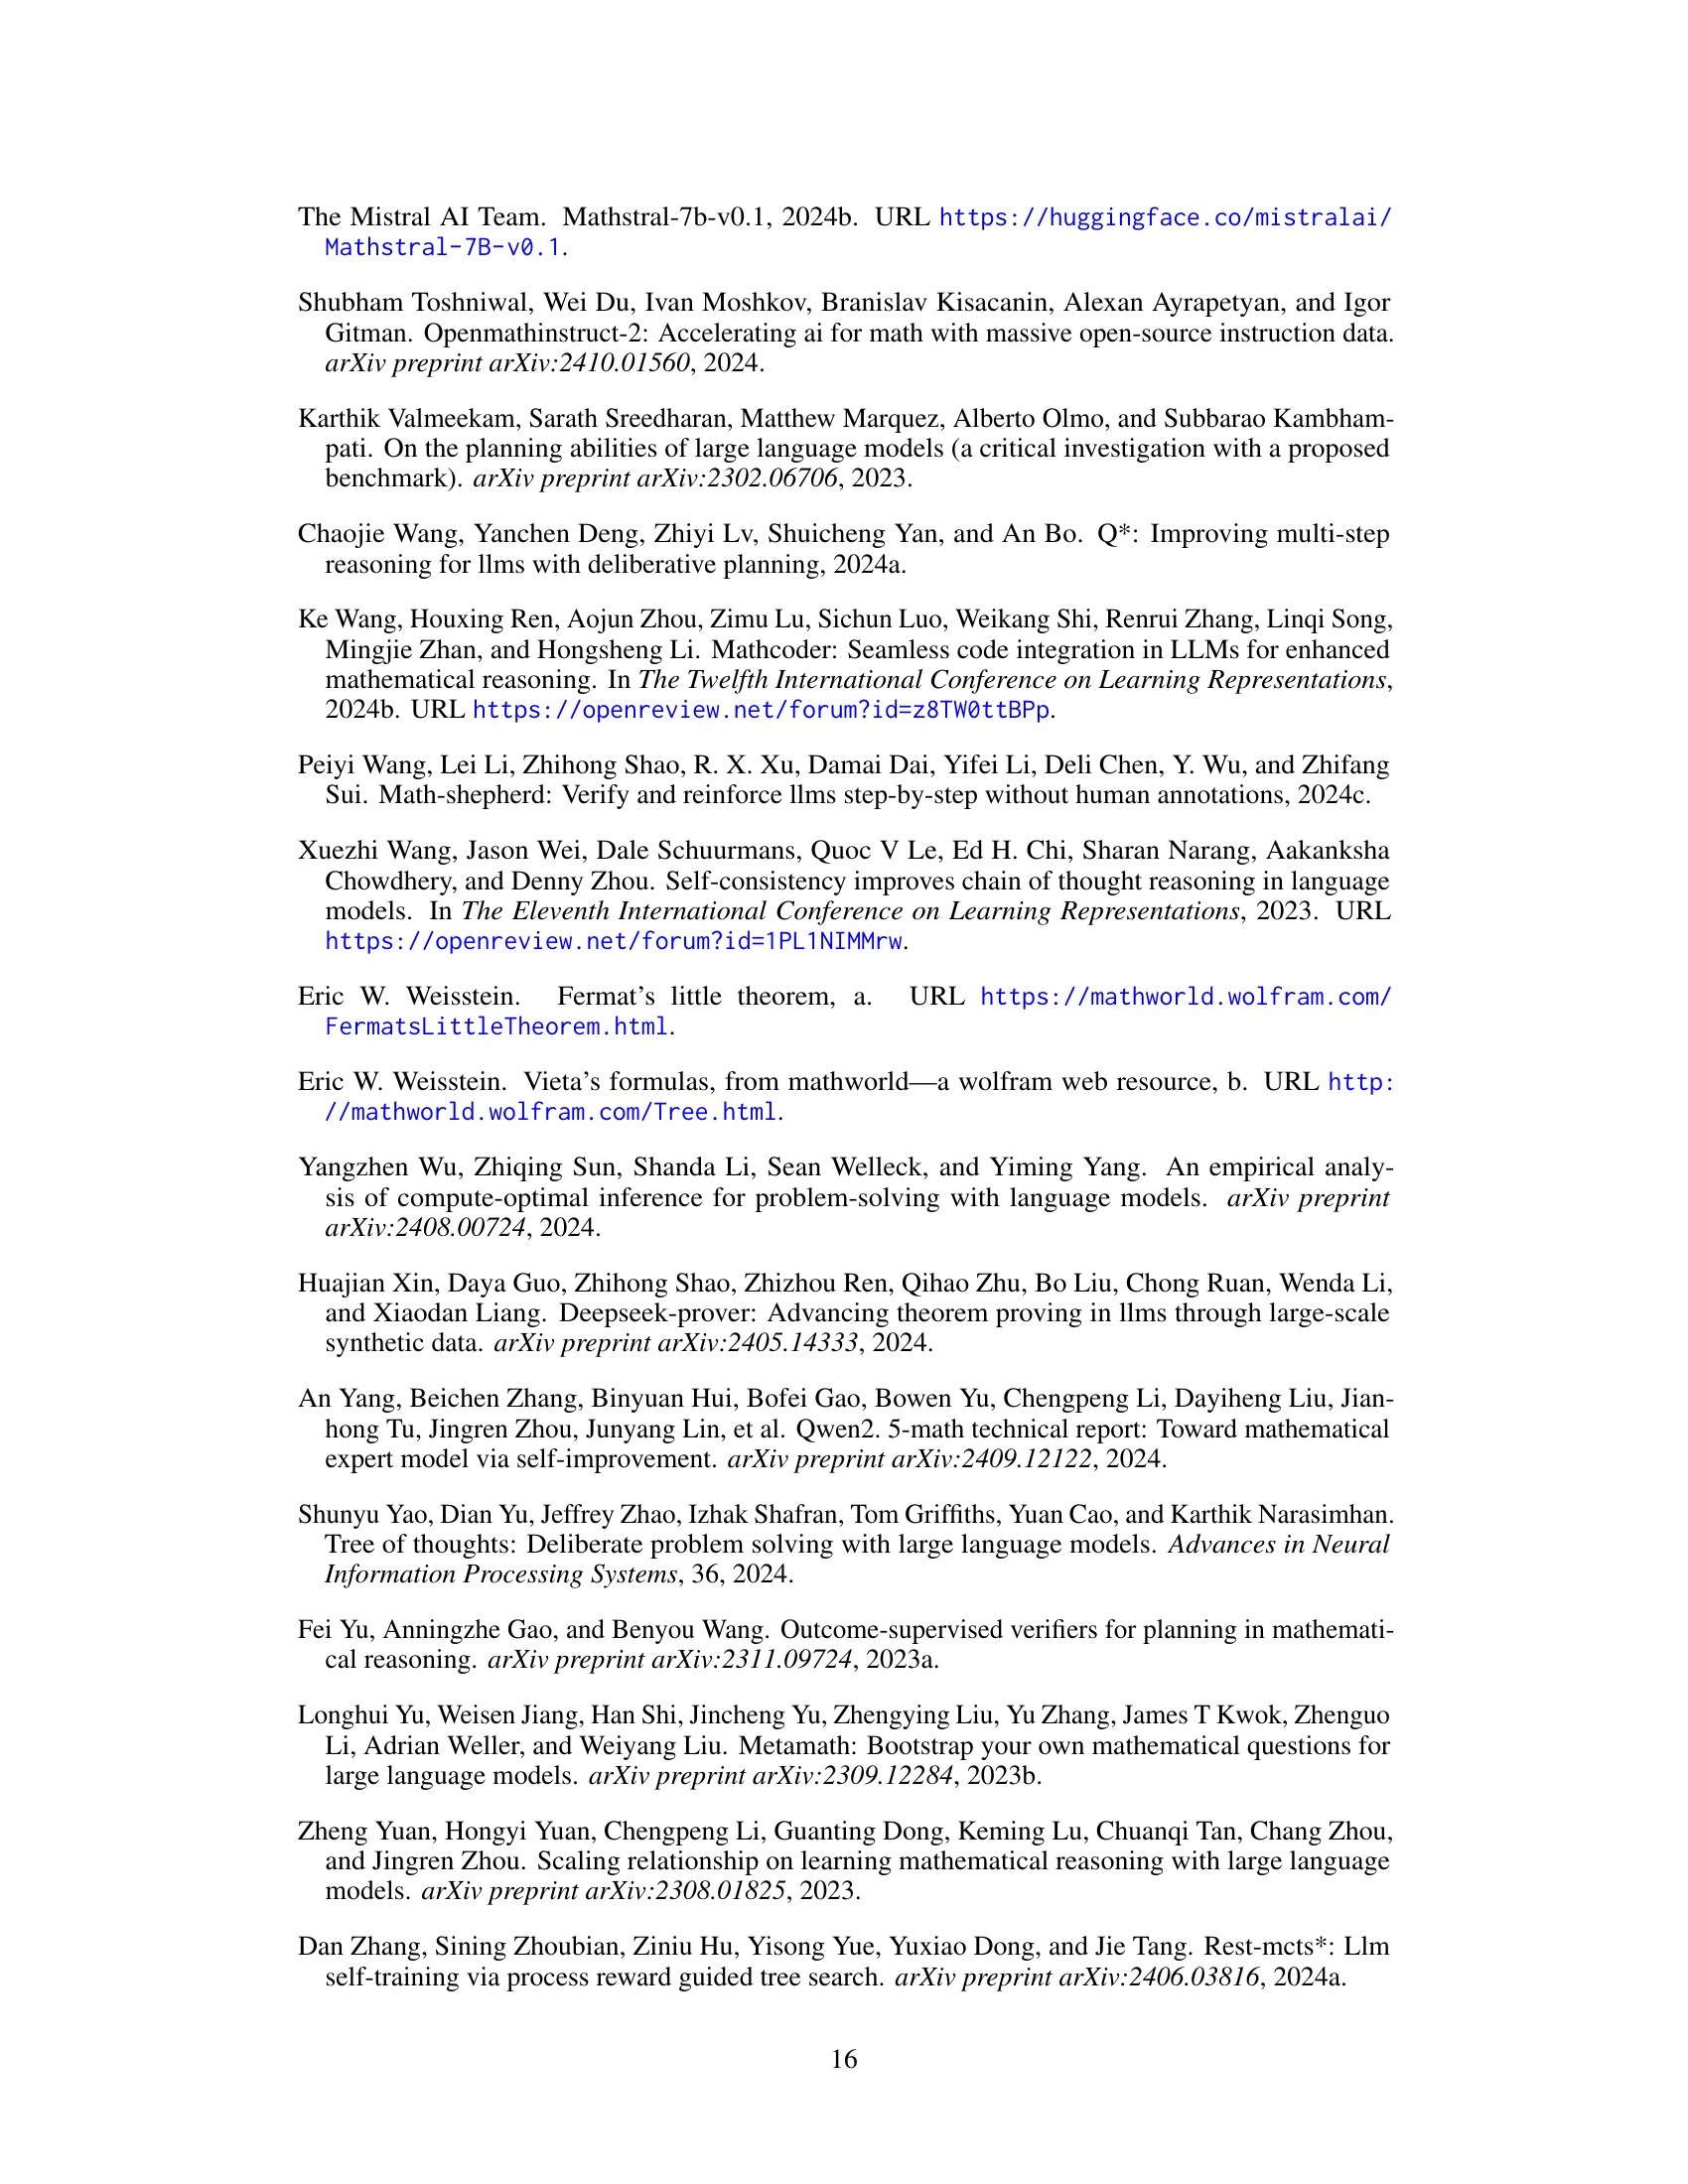 The Mistral AI Team. Mathstral-7b-v0.1, 2024b. URL https://huggingface.co/mistralai/
Mathstral-7B-v0.1.
Shubham Toshniwal, Wei Du, Ivan Moshkov, Branislav Kisacanin, Alexan Ayrapetyan, and Igor
Gitman. Openmathinstruct-2: Accelerating ai for math with massive open-source instruction data.
arXiv preprint arXiv:2410.01560, 2024.
Karthik Valmeekam, Sarath Sreedharan, Matthew Marquez, Alberto Olmo, and Subbarao Kambham-
pati. On the planning abilities of large language models (a critical investigation with a proposed
benchmark). arXiv preprint arXiv:2302.06706, 2023.
Chaojie Wang, Yanchen Deng, Zhiyi Lv, Shuicheng Yan, and An Bo. Q*: Improving multi-step
reasoning for llms with deliberative planning, 2024a.
Ke Wang, Houxing Ren, Aojun Zhou, Zimu Lu, Sichun Luo, Weikang Shi, Renrui Zhang, Linqi Song,
Mingjie Zhan, and Hongsheng Li. Mathcoder: Seamless code integration in LLMs for enhanced
mathematical reasoning. In The Twelfth International Conference on Learning Representations,
2024b. URL https://openreview.net/forum?id=z8TW0ttBPp.
Peiyi Wang, Lei Li, Zhihong Shao, R. X. Xu, Damai Dai, Yifei Li, Deli Chen, Y. Wu, and Zhifang
Sui. Math-shepherd: Verify and reinforce llms step-by-step without human annotations, 2024c.
Xuezhi Wang, Jason Wei, Dale Schuurmans, Quoc V Le, Ed H. Chi, Sharan Narang, Aakanksha
Chowdhery, and Denny Zhou. Self-consistency improves chain of thought reasoning in language
models. In The Eleventh International Conference on Learning Representations, 2023. URL
https://openreview.net/forum?id=1PL1NIMMrw.
Eric W. Weisstein. Fermat's little theorem, a. URL https://mathworld.wolfram.com/
FermatsLittleTheorem.html.
Eric W. Weisstein. Vieta's formulas, from mathworld—a wolfram web resource, b. URL http:
//mathworld.wolfram.com/Tree.html.
Yangzhen Wu, Zhiqing Sun, Shanda Li, Sean Welleck, and Yiming Yang. An empirical analy-
sis of compute-optimal inference for problem-solving with language models. arXiv preprint
arXiv:2408.00724, 2024.
Huajian Xin, Daya Guo, Zhihong Shao, Zhizhou Ren, Qihao Zhu, Bo Liu, Chong Ruan, Wenda Li,
and Xiaodan Liang. Deepseek-prover: Advancing theorem proving in llms through large-scale
synthetic data. arXiv preprint arXiv:2405.14333, 2024.
An Yang, Beichen Zhang, Binyuan Hui, Bofei Gao, Bowen Yu, Chengpeng Li, Dayiheng Liu, Jian-
hong Tu, Jingren Zhou, Junyang Lin, et al. Qwen2. 5-math technical report: Toward mathematical
expert model via self-improvement. arXiv preprint arXiv:2409.12122, 2024.
Shunyu Yao, Dian Yu, Jeffrey Zhao, Izhak Shafran, Tom Griffiths, Yuan Cao, and Karthik Narasimhan.
Tree of thoughts: Deliberate problem solving with large language models. Advances in Neural
Information Processing Systems, 36, 2024.
Fei Yu, Anningzhe Gao, and Benyou Wang. Outcome-supervised verifiers for planning in mathemati-
cal reasoning. arXiv preprint arXiv:2311.09724, 2023a.
Longhui Yu, Weisen Jiang, Han Shi, Jincheng Yu, Zhengying Liu, Yu Zhang, James T Kwok, Zhenguo
Li, Adrian Weller, and Weiyang Liu. Metamath: Bootstrap your own mathematical questions for
large language models. arXiv preprint arXiv:2309.12284, 2023b.
Zheng Yuan, Hongyi Yuan, Chengpeng Li, Guanting Dong, Keming Lu, Chuanqi Tan, Chang Zhou,
and Jingren Zhou. Scaling relationship on learning mathematical reasoning with large language
models. arXiv preprint arXiv:2308.01825, 2023.
Dan Zhang, Sining Zhoubian, Ziniu Hu, Yisong Yue, Yuxiao Dong, and Jie Tang. Rest-mcts*: Llm
self-training via process reward guided tree search. arXiv preprint arXiv:2406.03816, 2024a.
16